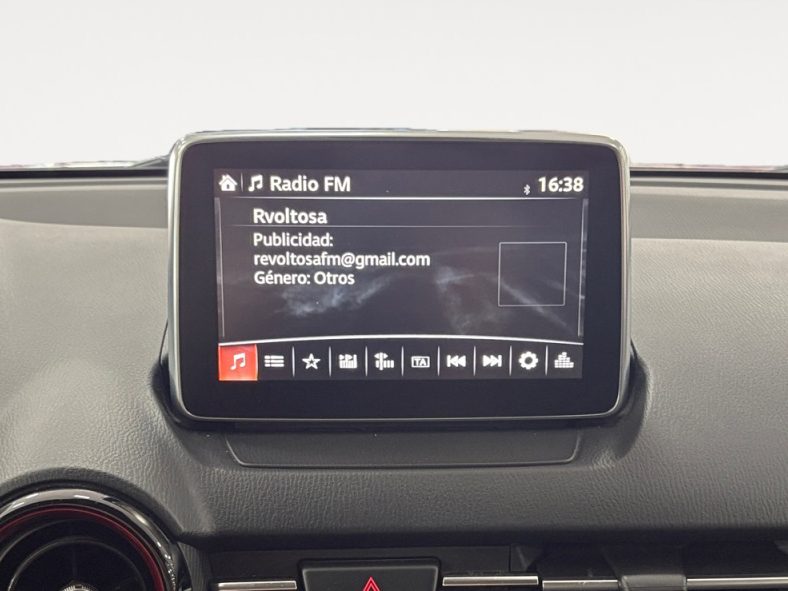 Radio FM
16:38
Rvoltosa
Publicidad:
revoltosafm@gmail.com
Género: Otros
TA